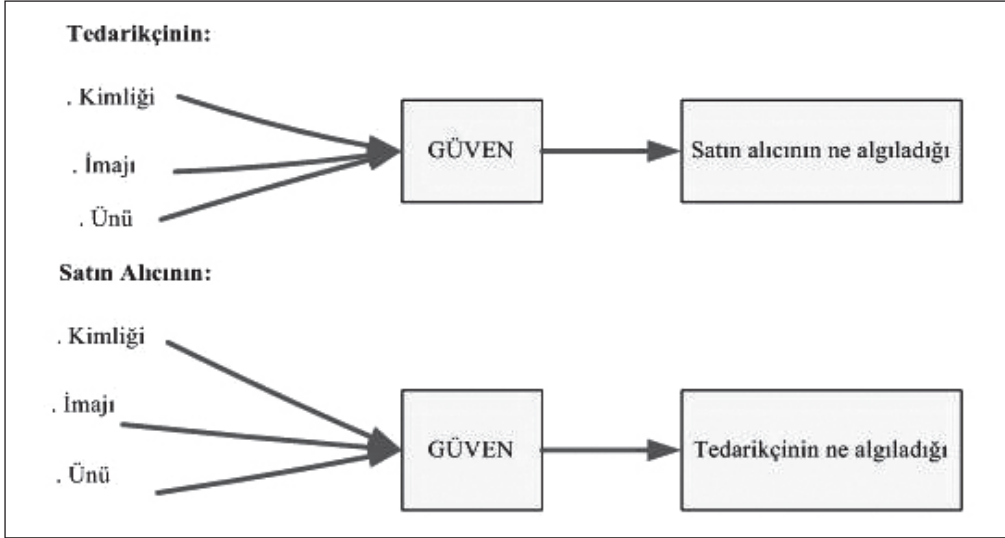 Tedarikçinin:
. Kimliği
. İmajı
. Ünü
GÜVEN
Satın alıcının ne algıladığı
Satın Alıcının:
. Kimliği
. İmajı
. Ünü
GÜVEN
Tedarikçinin ne algıladığı